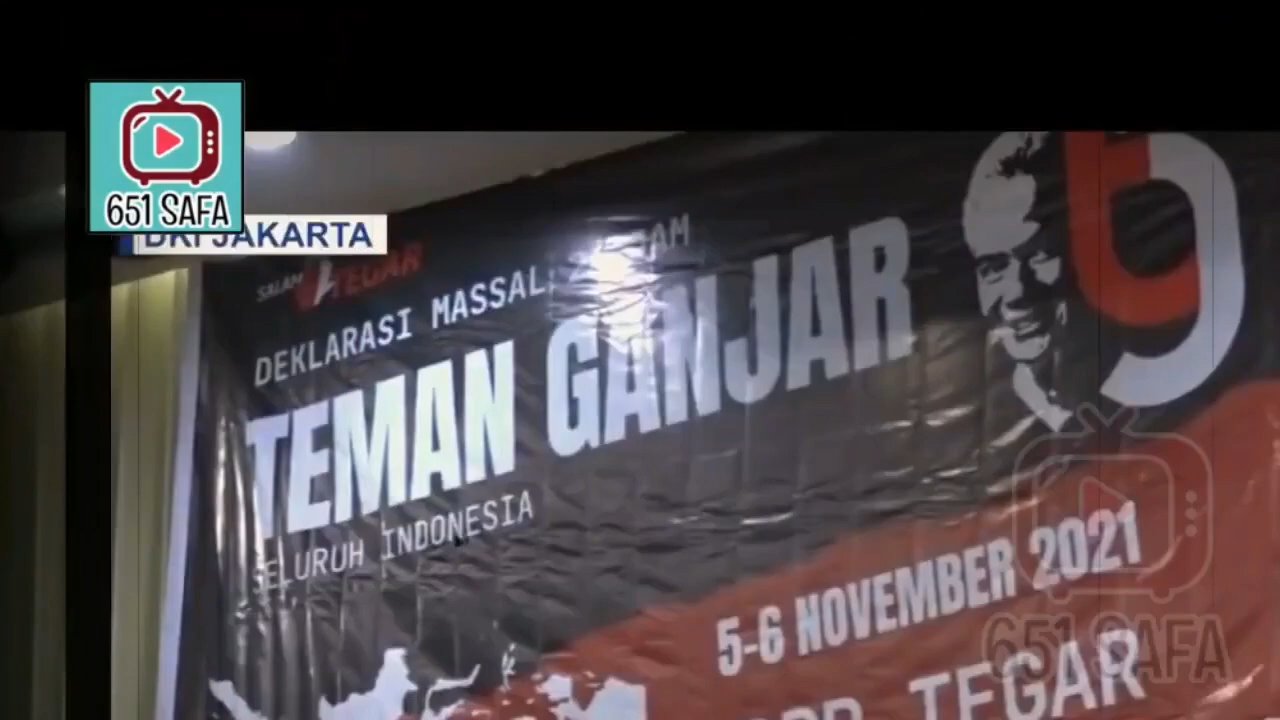 651 SAFA
DKI JAKARTA
SALAM TEGAR
DEKLARASI MASSAL
TEMAN GANJAR
SELURUH INDONESIA
5-6 NOVEMBER 2021
TEGAR
651 SAFA